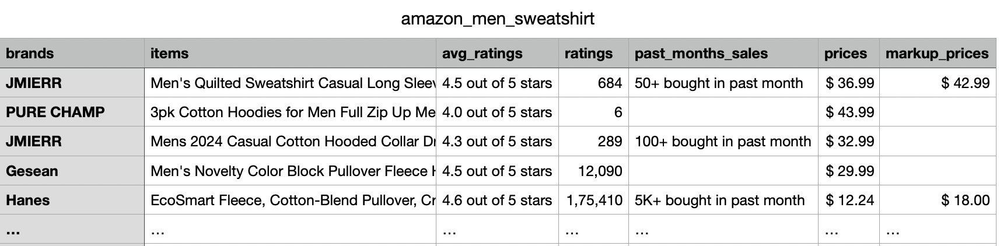 amazon_men_sweatshirt
brands items avg_ratings ratings past_months_sales prices markup_prices
JMIERR Men's Quilted Sweatshirt Casual Long Sleev 4.5 out of 5 stars 684 50+ bought in past month $ 36.99 $ 42.99
PURE CHAMP 3pk Cotton Hoodies for Men Full Zip Up Me 4.0 out of 5 stars 6 $ 43.99
JMIERR Mens 2024 Casual Cotton Hooded Collar Dr 4.3 out of 5 stars 289 100+ bought in past month $ 32.99
Gesean Men's Novelty Color Block Pullover Fleece H 4.5 out of 5 stars 12,090 $ 29.99
Hanes EcoSmart Fleece, Cotton-Blend Pullover, Cr 4.6 out of 5 stars 1,75,410 5K+ bought in past month $ 12.24 $ 18.00
... ... ... ... ... ... ...